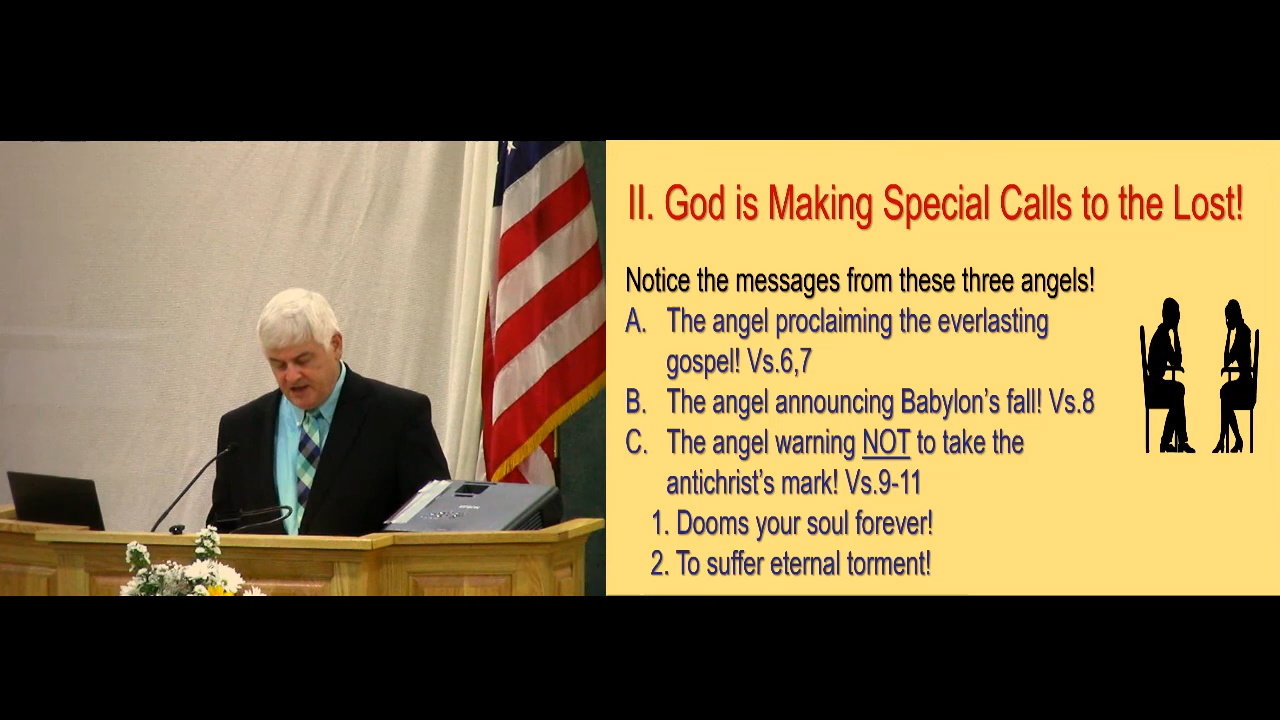 II. God is Making Special Calls to the Lost!
Notice the messages from these three angels!
A. The angel proclaiming the everlasting
gospel! Vs.6,7
B. The angel announcing Babylon's fall! Vs.8
C. The angel warning NOT to take the
antichrist's mark! Vs.9-11
1. Dooms your soul forever!
2. To suffer eternal torment!
EPSON